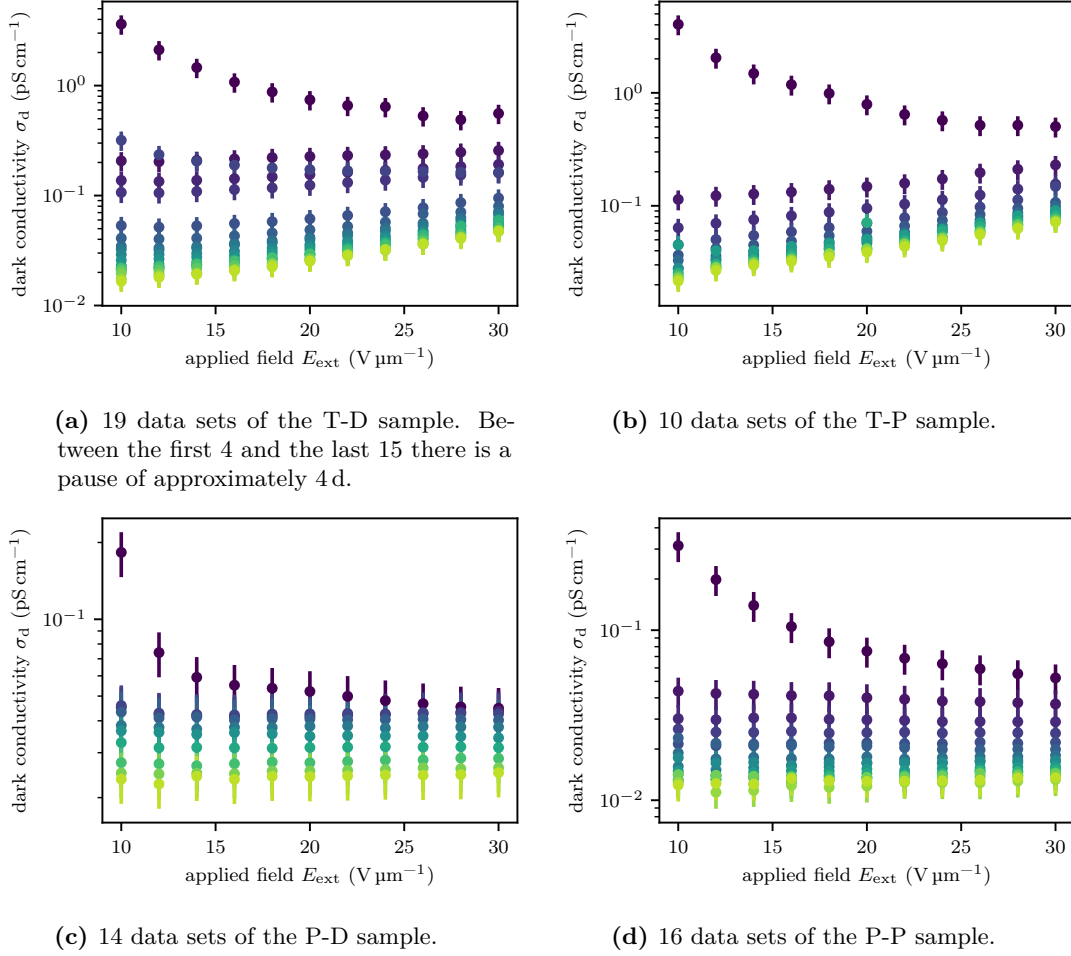 10⁰
10⁻¹
10⁻²
dark conductivity σ_d (pS cm⁻¹)
10 15 20 25 30
applied field E_ext (V µm⁻¹)
10⁰
10⁻¹
dark conductivity σ_d (pS cm⁻¹)
10 15 20 25 30
applied field E_ext (V µm⁻¹)
(a) 19 data sets of the T-D sample. Be-
tween the first 4 and the last 15 there is a
pause of approximately 4 d.
(b) 10 data sets of the T-P sample.
10⁻¹
dark conductivity σ_d (pS cm⁻¹)
10 15 20 25 30
applied field E_ext (V µm⁻¹)
10⁻¹
10⁻²
dark conductivity σ_d (pS cm⁻¹)
10 15 20 25 30
applied field E_ext (V µm⁻¹)
(c) 14 data sets of the P-D sample.
(d) 16 data sets of the P-P sample.